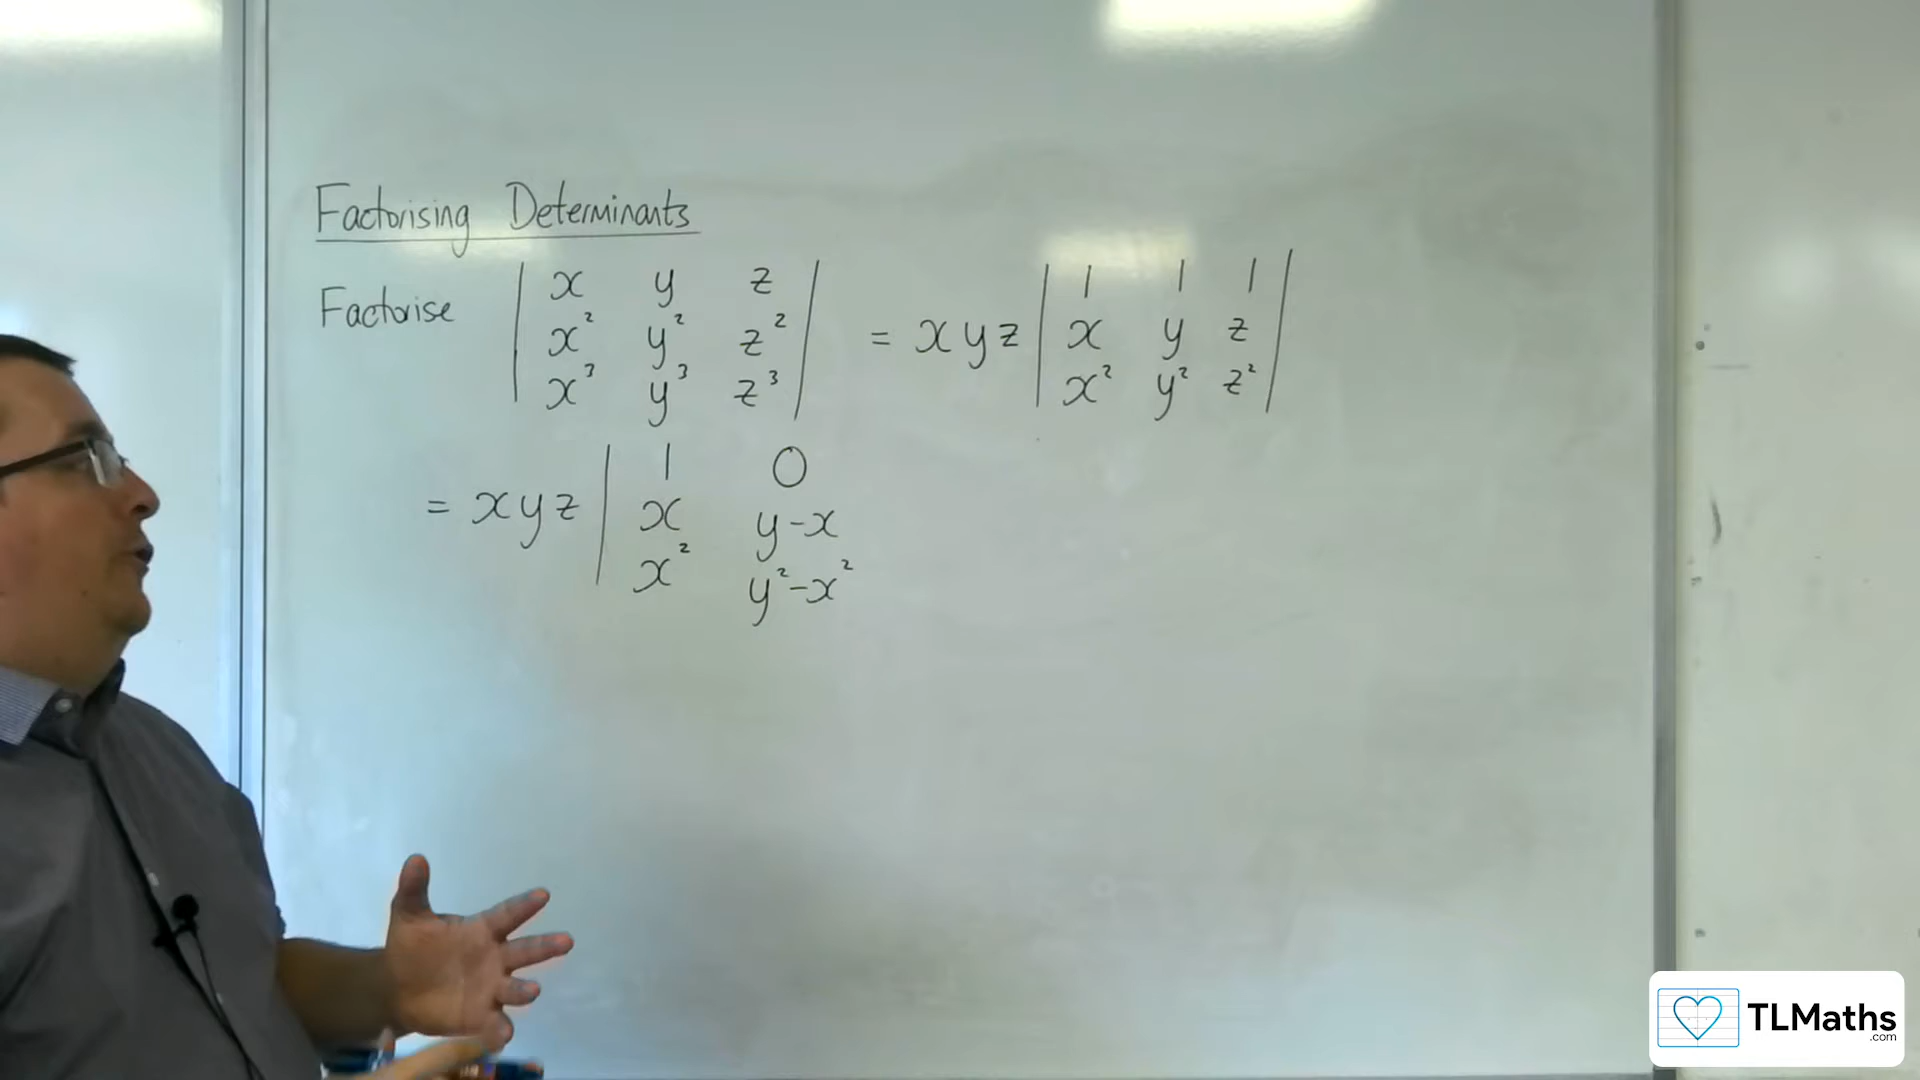 Factorising Determinants
Factorise | x y z | = xyz | 1 1 1 |
| x² y² z² | | x y z |
| x³ y³ z³ | | x² y² z² |
= xyz | 1 0
x y-x
x² y²-x²
TLMaths
.com